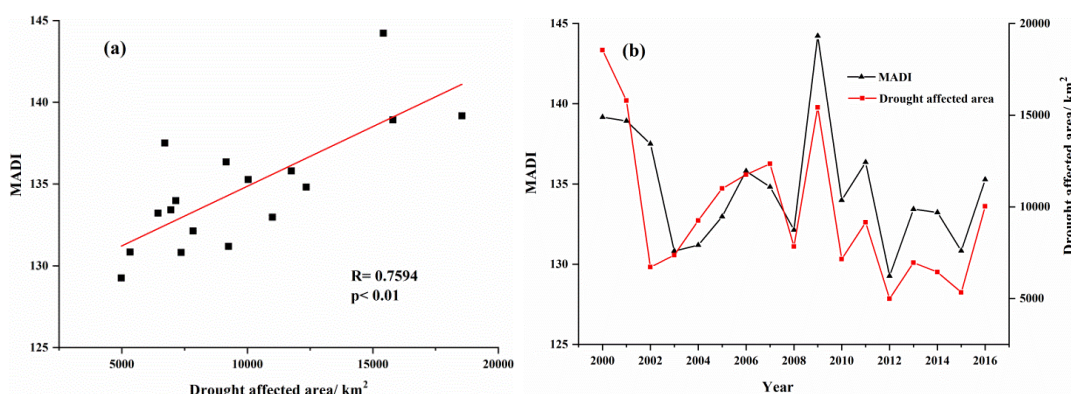 145
140
135
130
125
MADI
(a)
R= 0.7594
p< 0.01
5000
10000
15000
20000
Drought affected area/ km²
145
140
135
130
125
MADI
(b)
MADI
Drought affected area
20000
15000
10000
5000
Drought affected area/ km²
2000
2002
2004
2006
2008
2010
2012
2014
2016
Year